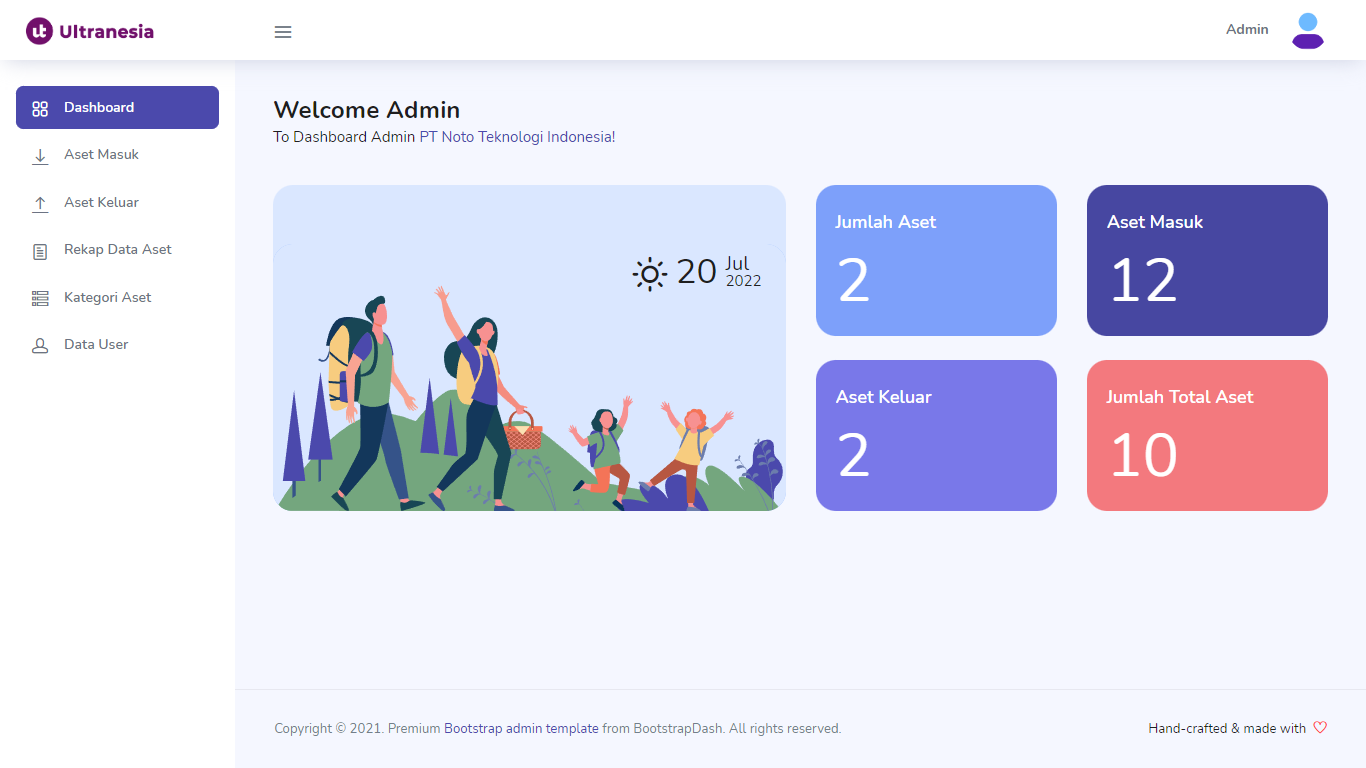 ut Ultranesia
Admin
Dashboard
Aset Masuk
Aset Keluar
Rekap Data Aset
Kategori Aset
Data User
Welcome Admin
To Dashboard Admin PT Noto Teknologi Indonesia!
20 Jul
2022
Jumlah Aset
2
Aset Masuk
12
Aset Keluar
2
Jumlah Total Aset
10
Copyright © 2021. Premium Bootstrap admin template from BootstrapDash. All rights reserved.
Hand-crafted & made with ♡